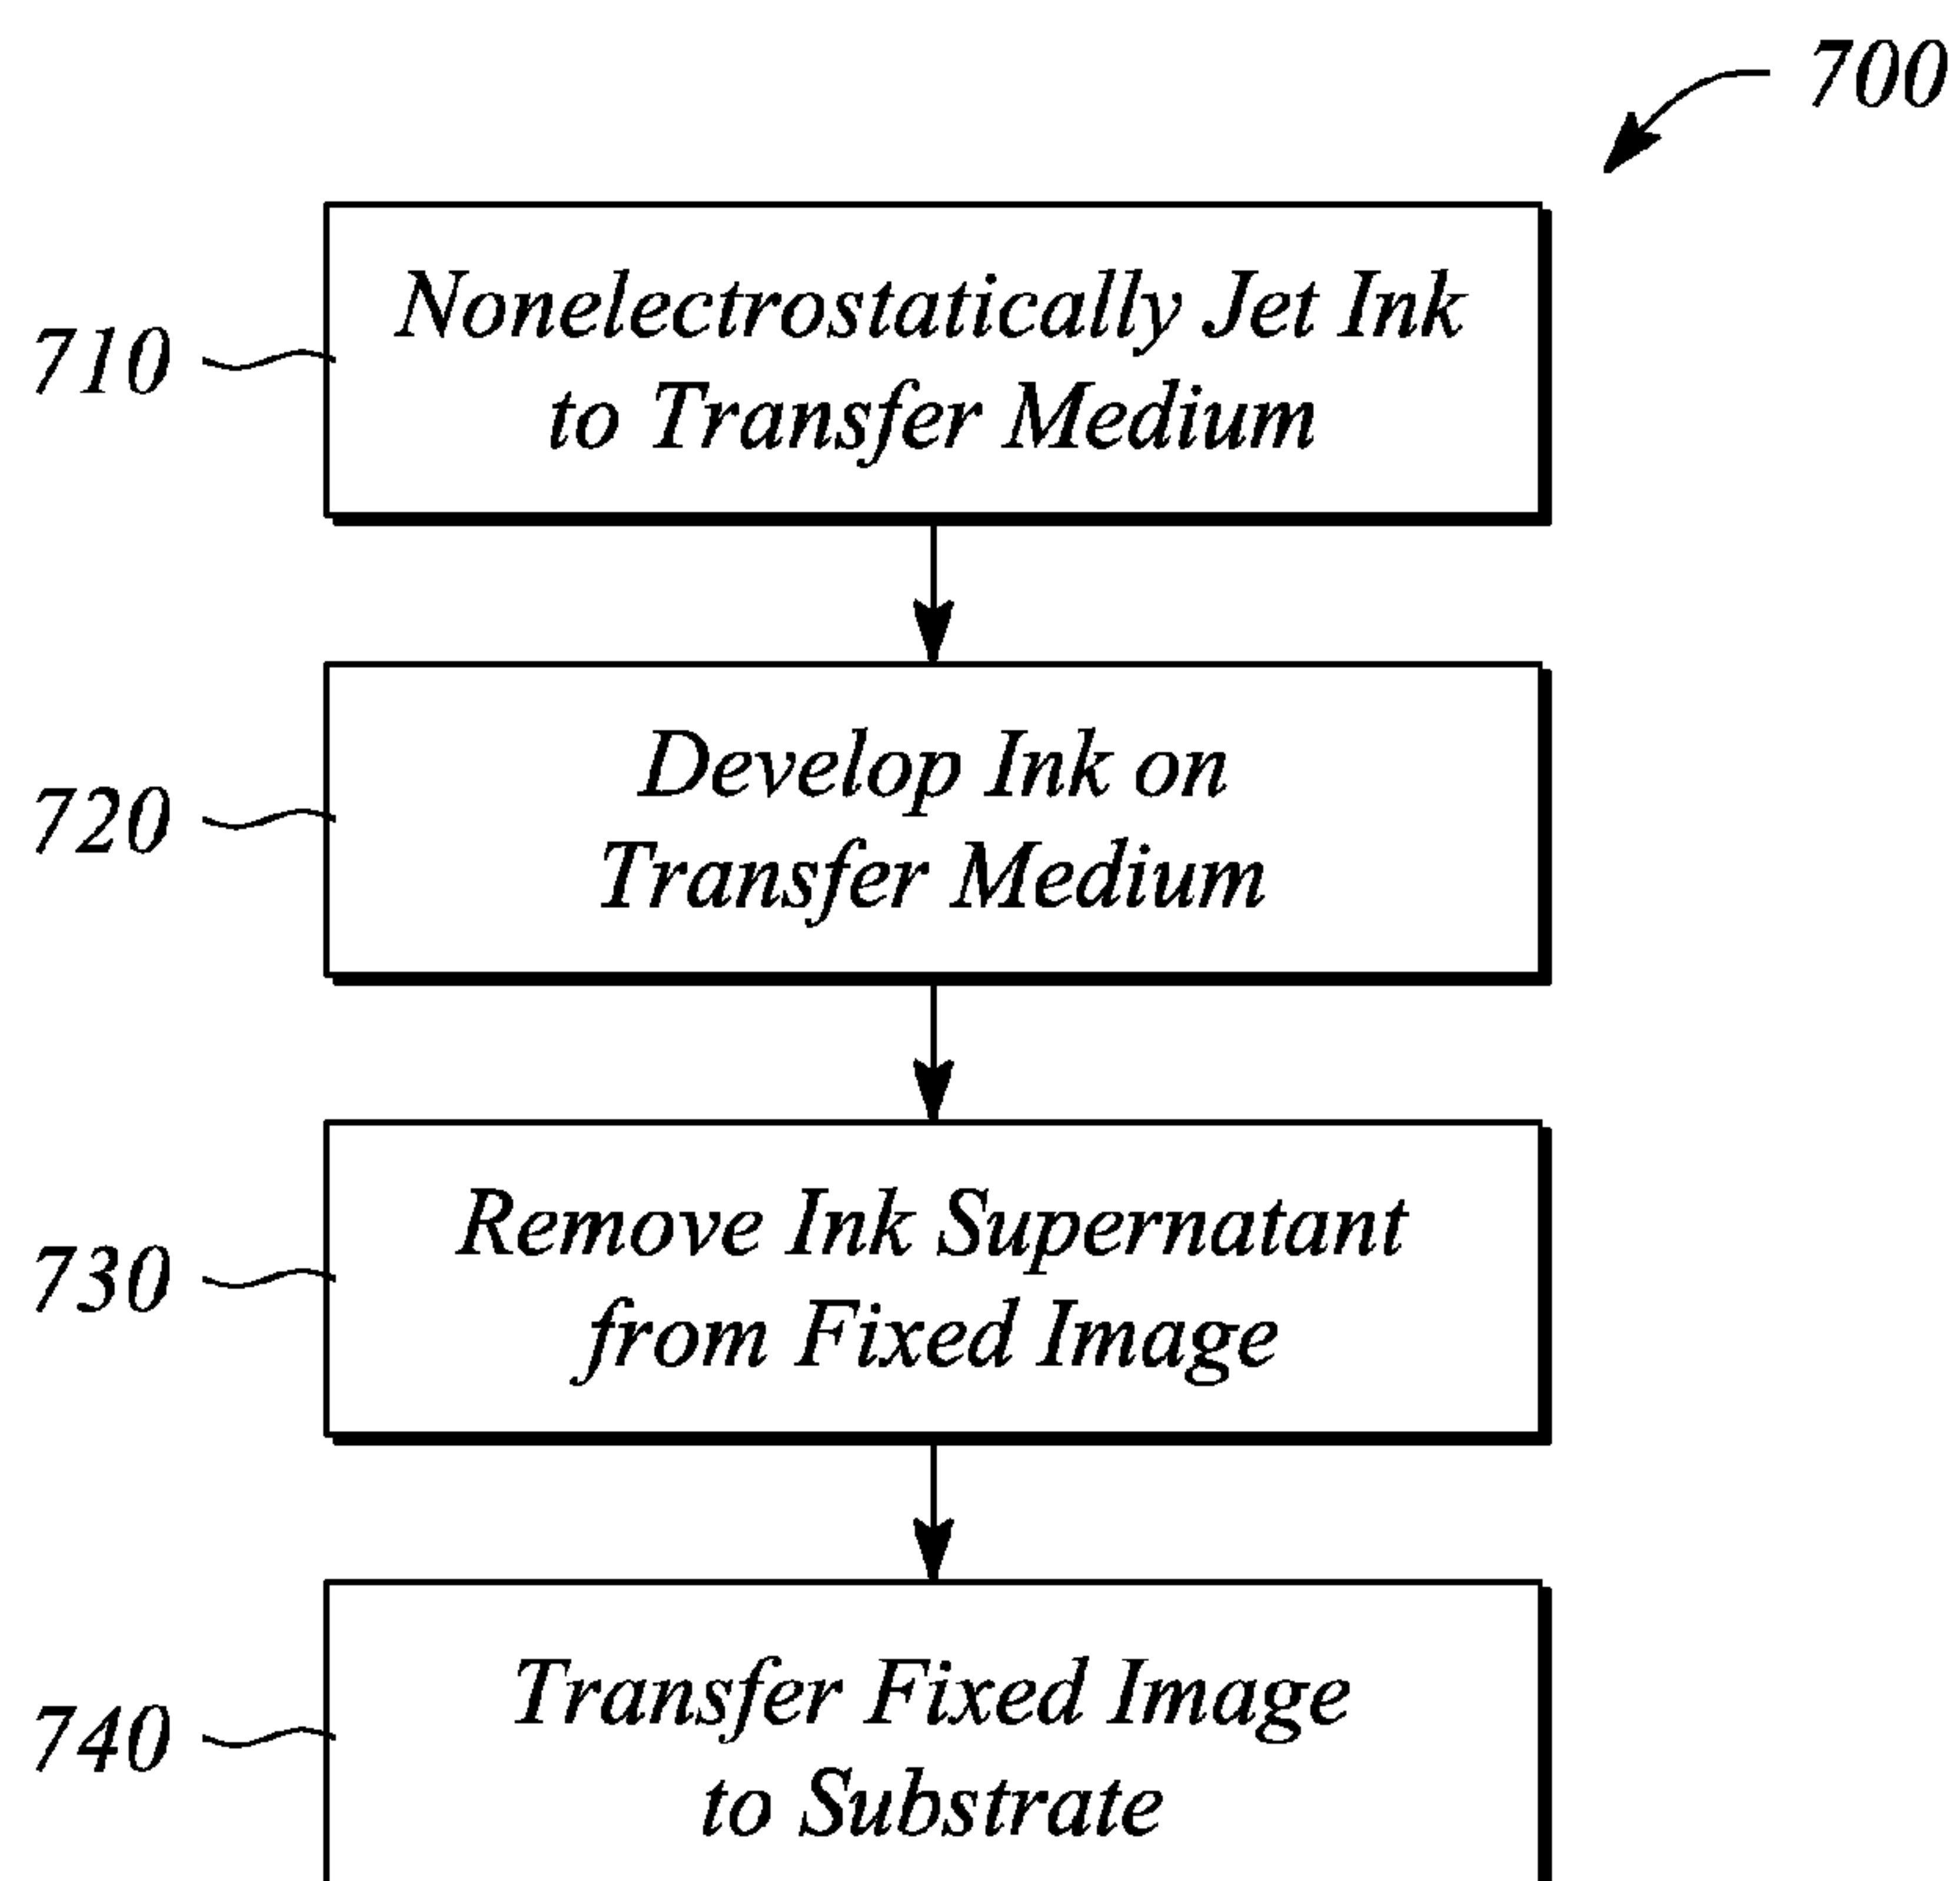 700
710
Nonelectrostatically Jet Ink
to Transfer Medium
720
Develop Ink on
Transfer Medium
730
Remove Ink Supernatant
from Fixed Image
740
Transfer Fixed Image
to Substrate